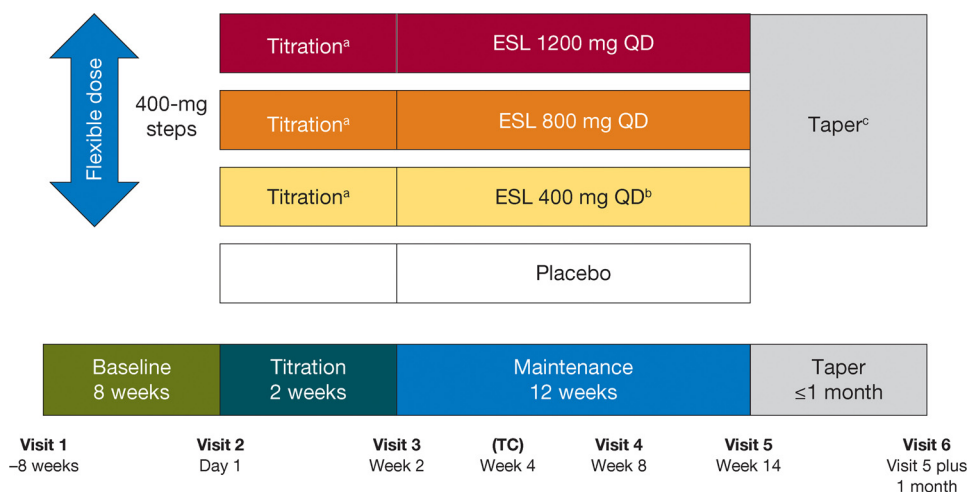 Flexible dose
400-mg
steps
Titrationᵃ
ESL 1200 mg QD
Titrationᵃ
ESL 800 mg QD
Titrationᵃ
ESL 400 mg QDᵇ
Taperᶜ
Placebo
Baseline
8 weeks
Titration
2 weeks
Maintenance
12 weeks
Taper
≤1 month
Visit 1
–8 weeks
Visit 2
Day 1
Visit 3
Week 2
(TC)
Week 4
Visit 4
Week 8
Visit 5
Week 14
Visit 6
Visit 5 plus
1 month